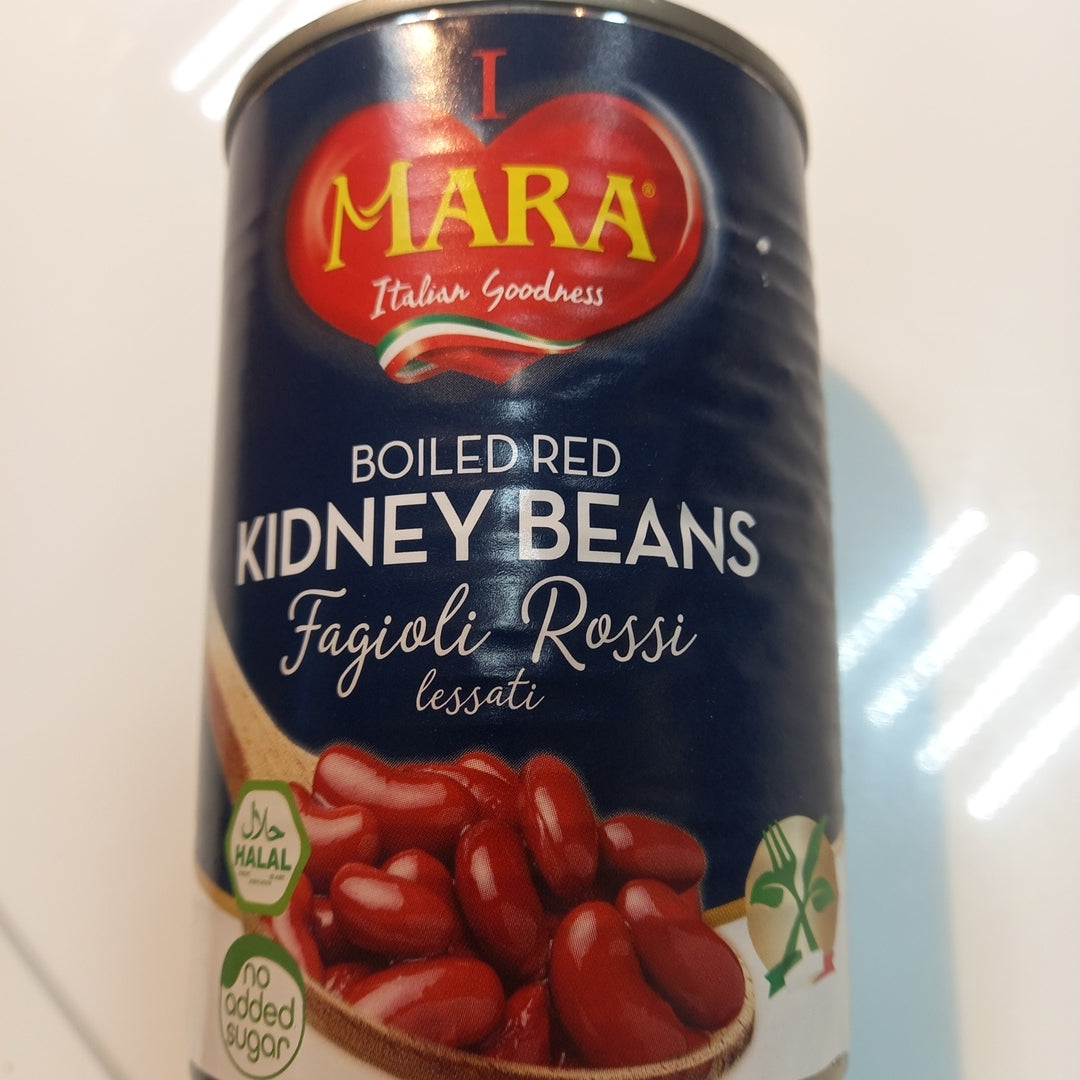 I
MARA®
Italian Goodness
BOILED RED
KIDNEY BEANS
Fagioli Rossi
lessati
حلال
HALAL
no
added
sugar